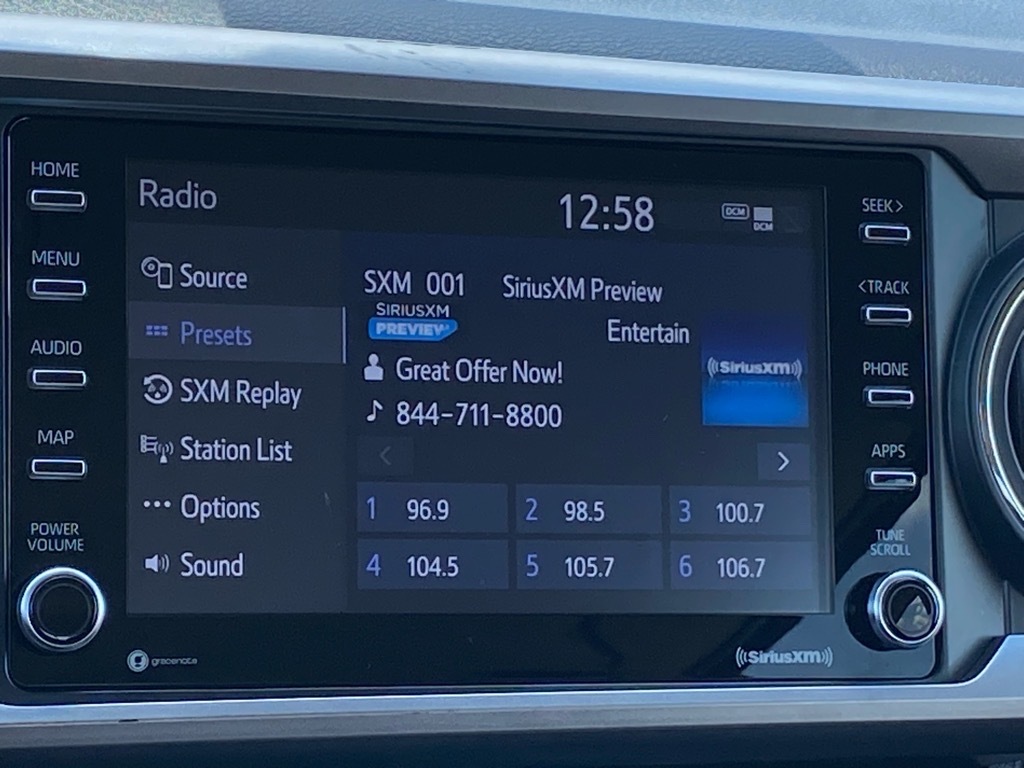 HOME
MENU
AUDIO
MAP
POWER
VOLUME
Radio
12:58
DCM
DCM
Source
Presets
SXM Replay
Station List
Options
Sound
SXM 001 SiriusXM Preview
SIRIUSXM
PREVIEW
Entertain
Great Offer Now!
844-711-8800
SiriusXM
1 96.9
2 98.5
3 100.7
4 104.5
5 105.7
6 106.7
SEEK>
<TRACK
PHONE
APPS
TUNE
SCROLL
gracenote
SiriusXM